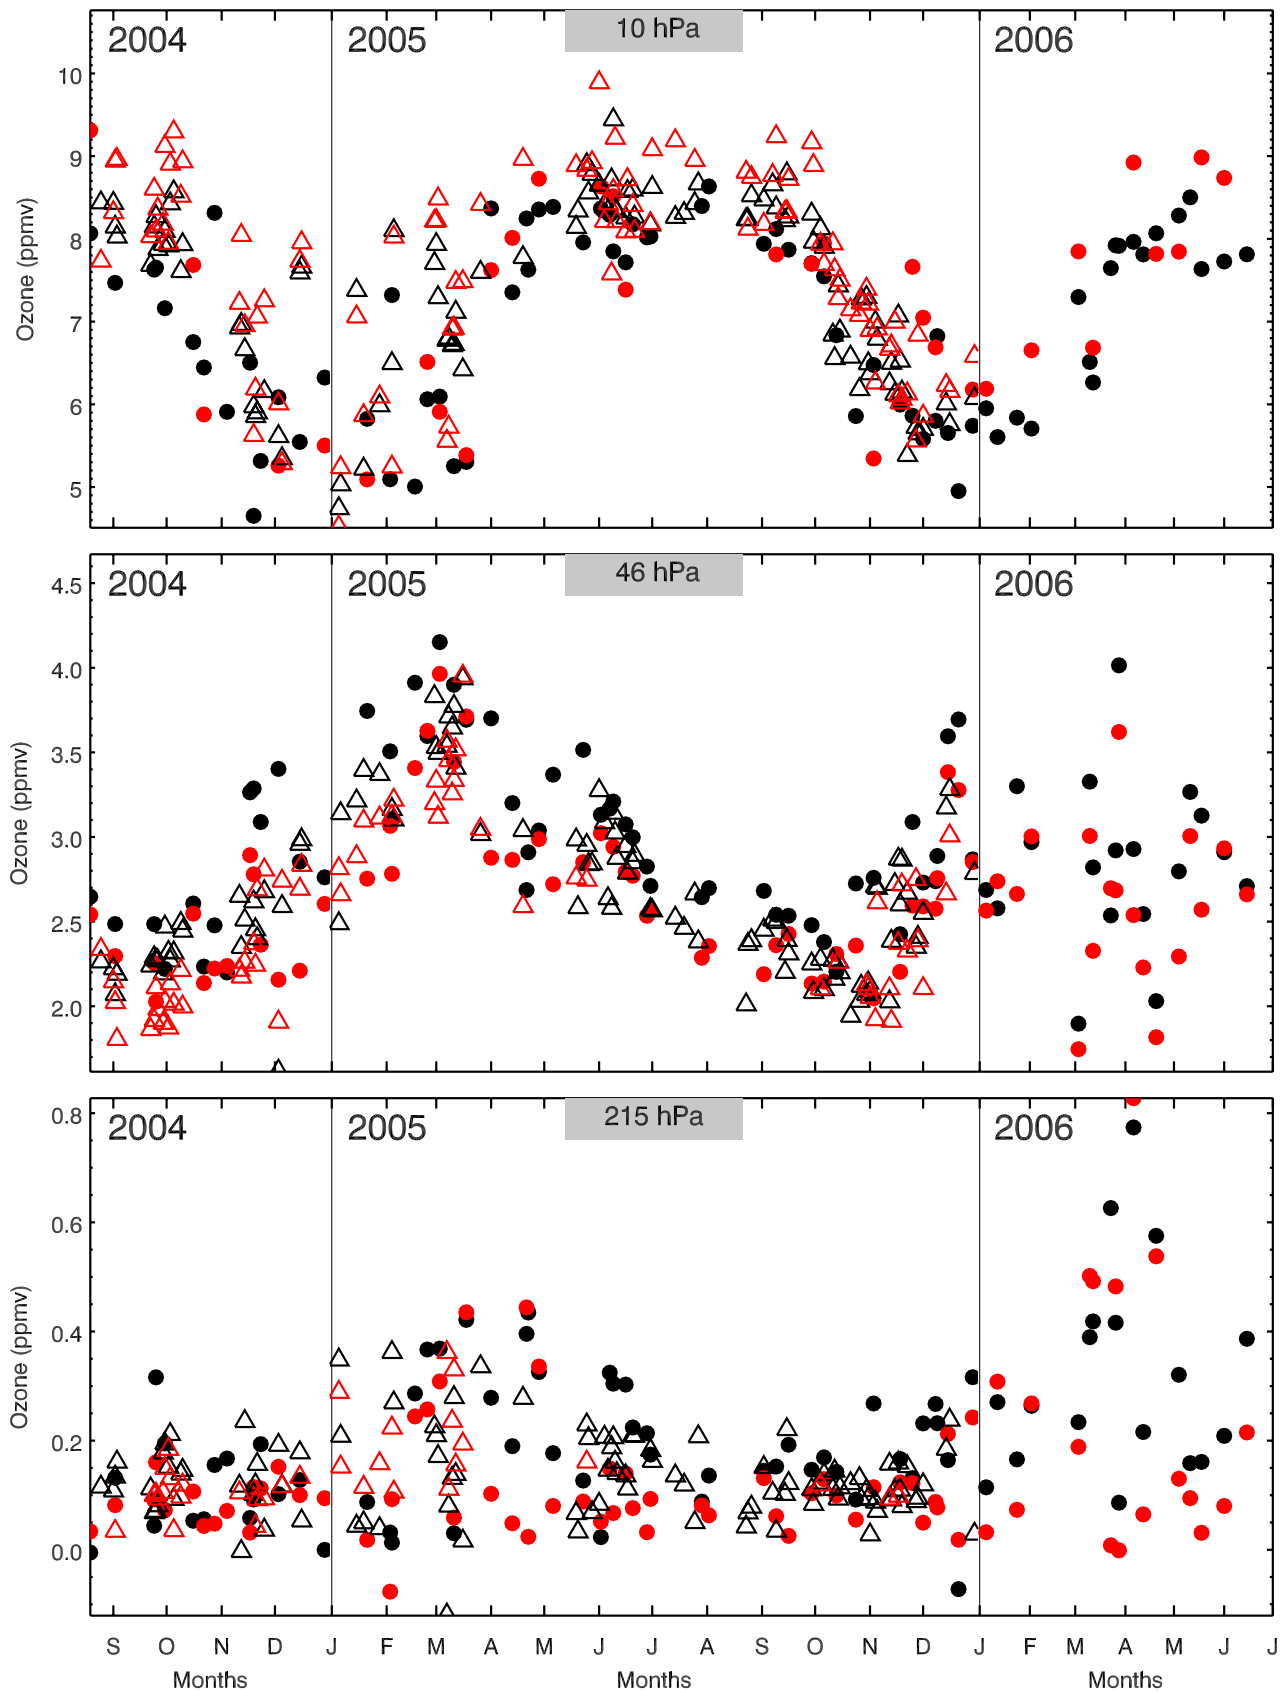 2004 2005 10 hPa 2006
10
9
8
7
6
5
Ozone (ppmv)
2004 2005 46 hPa 2006
4.5
4.0
3.5
3.0
2.5
2.0
Ozone (ppmv)
2004 2005 215 hPa 2006
0.8
0.6
0.4
0.2
0.0
Ozone (ppmv)
S O N D J F M A M J J A S O N D J F M A M J J
Months Months Months